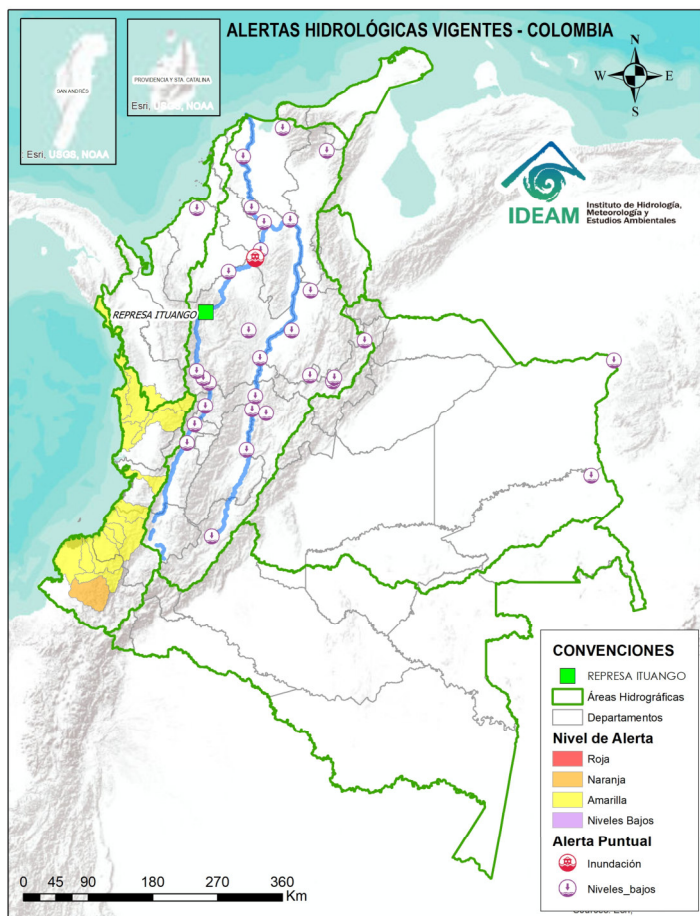 ALERTAS HIDROLÓGICAS VIGENTES - COLOMBIA
SAN ANDRÉS
Esri, USGS, NOAA
PROVIDENCIA Y STA. CATALINA
Esri, USGS, NOAA
N
W E
S
IDEAM
Instituto de Hidrología,
Meteorología y
Estudios Ambientales
REPRESA ITUANGO
CONVENCIONES
REPRESA ITUANGO
Áreas Hidrográficas
Departamentos
Nivel de Alerta
Roja
Naranja
Amarilla
Niveles Bajos
Alerta Puntual
Inundación
Niveles_bajos
Sources: Esri,
0 45 90 180 270 360
Km